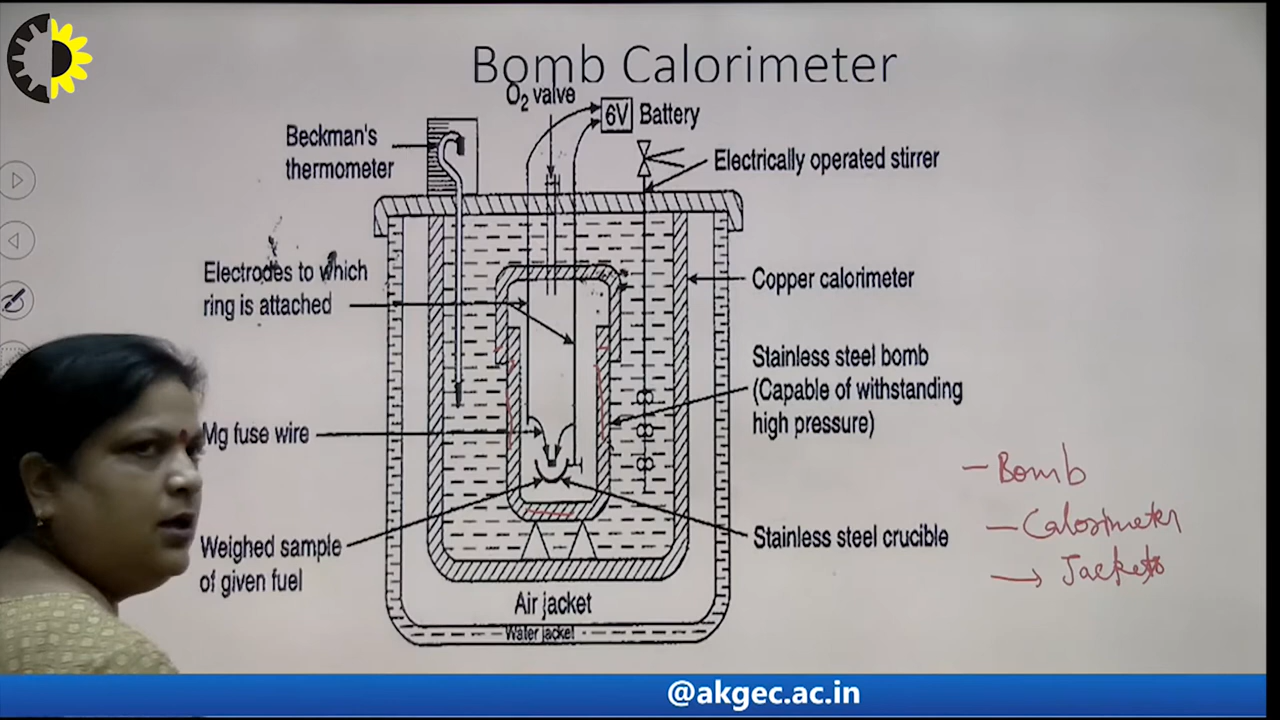 Bomb Calorimeter
O₂ valve
6V Battery
Beckman's
thermometer
Electrically operated stirrer
Electrodes to which
ring is attached
Copper calorimeter
Stainless steel bomb
(Capable of withstanding
high pressure)
Mg fuse wire
- Bomb
- Calorimeter
→ Jackets
Weighed sample
of given fuel
Stainless steel crucible
Air jacket
Water jacket
@akgec.ac.in